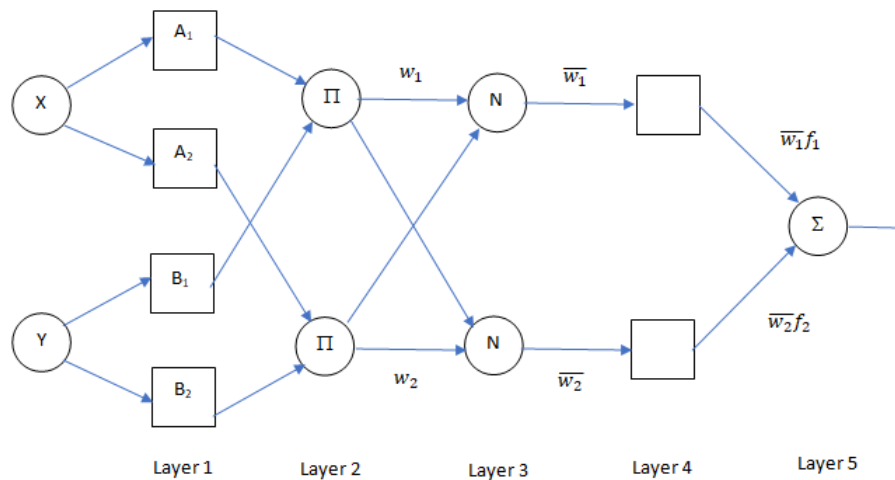 A₁
X
Π
w₁
N
w̅₁
A₂
w̅₁f₁
Σ
B₁
w̅₂f₂
Y
Π
w₂
N
w̅₂
B₂
Layer 1
Layer 2
Layer 3
Layer 4
Layer 5